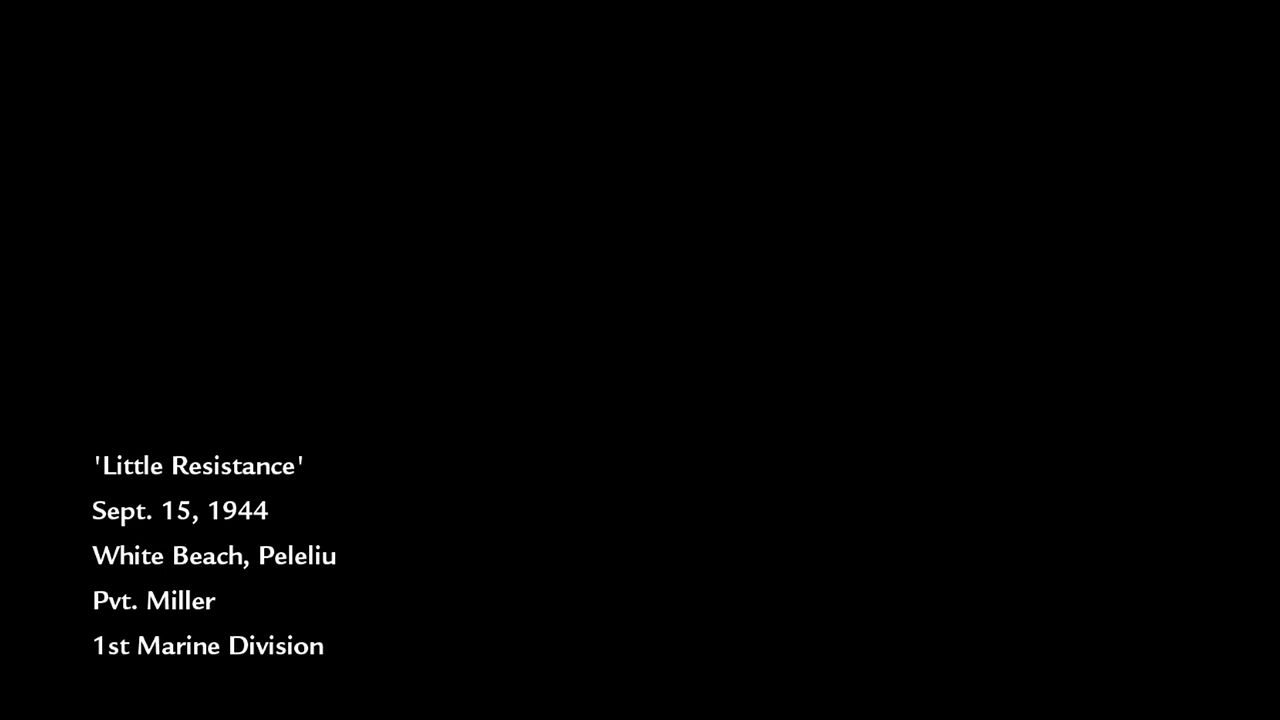 'Little Resistance'
Sept. 15, 1944
White Beach, Peleliu
Pvt. Miller
1st Marine Division